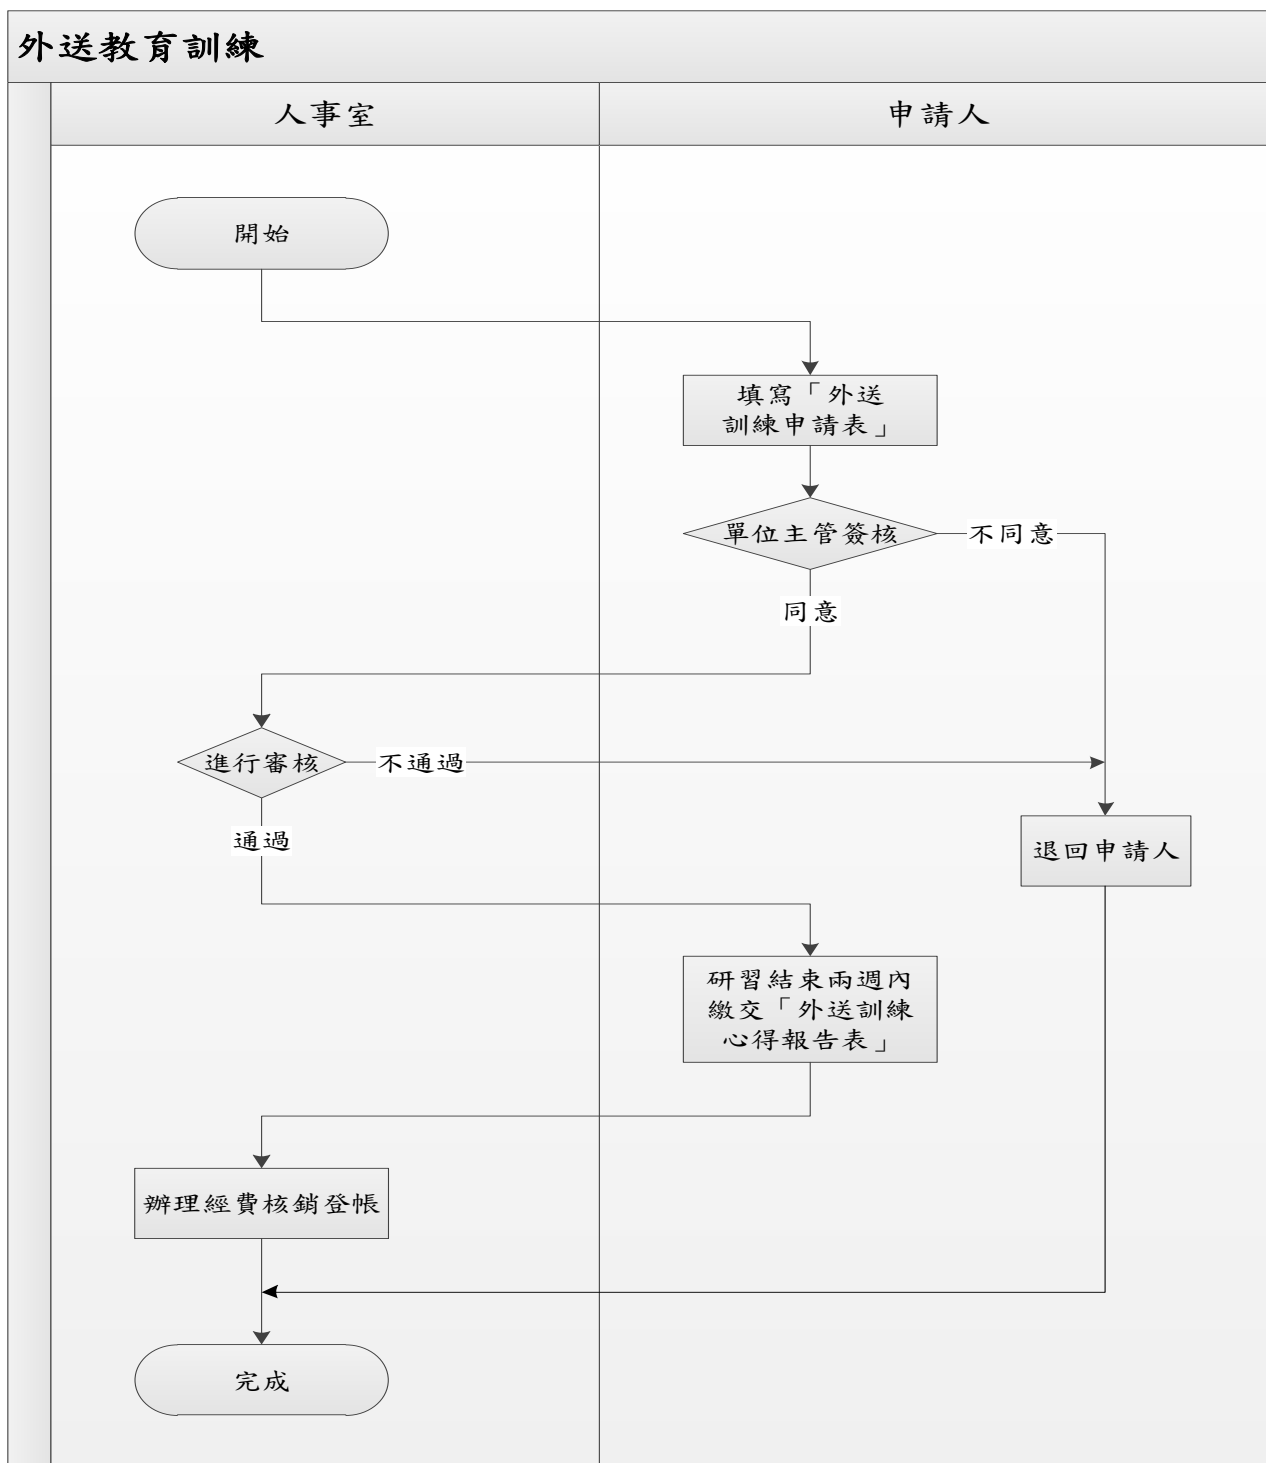 外送教育訓練
人事室
申請人
開始
填寫「外送
訓練申請表」
單位主管簽核
不同意
同意
進行審核
不通過
通過
退回申請人
研習結束兩週內
繳交「外送訓練
心得報告表」
辦理經費核銷登帳
完成